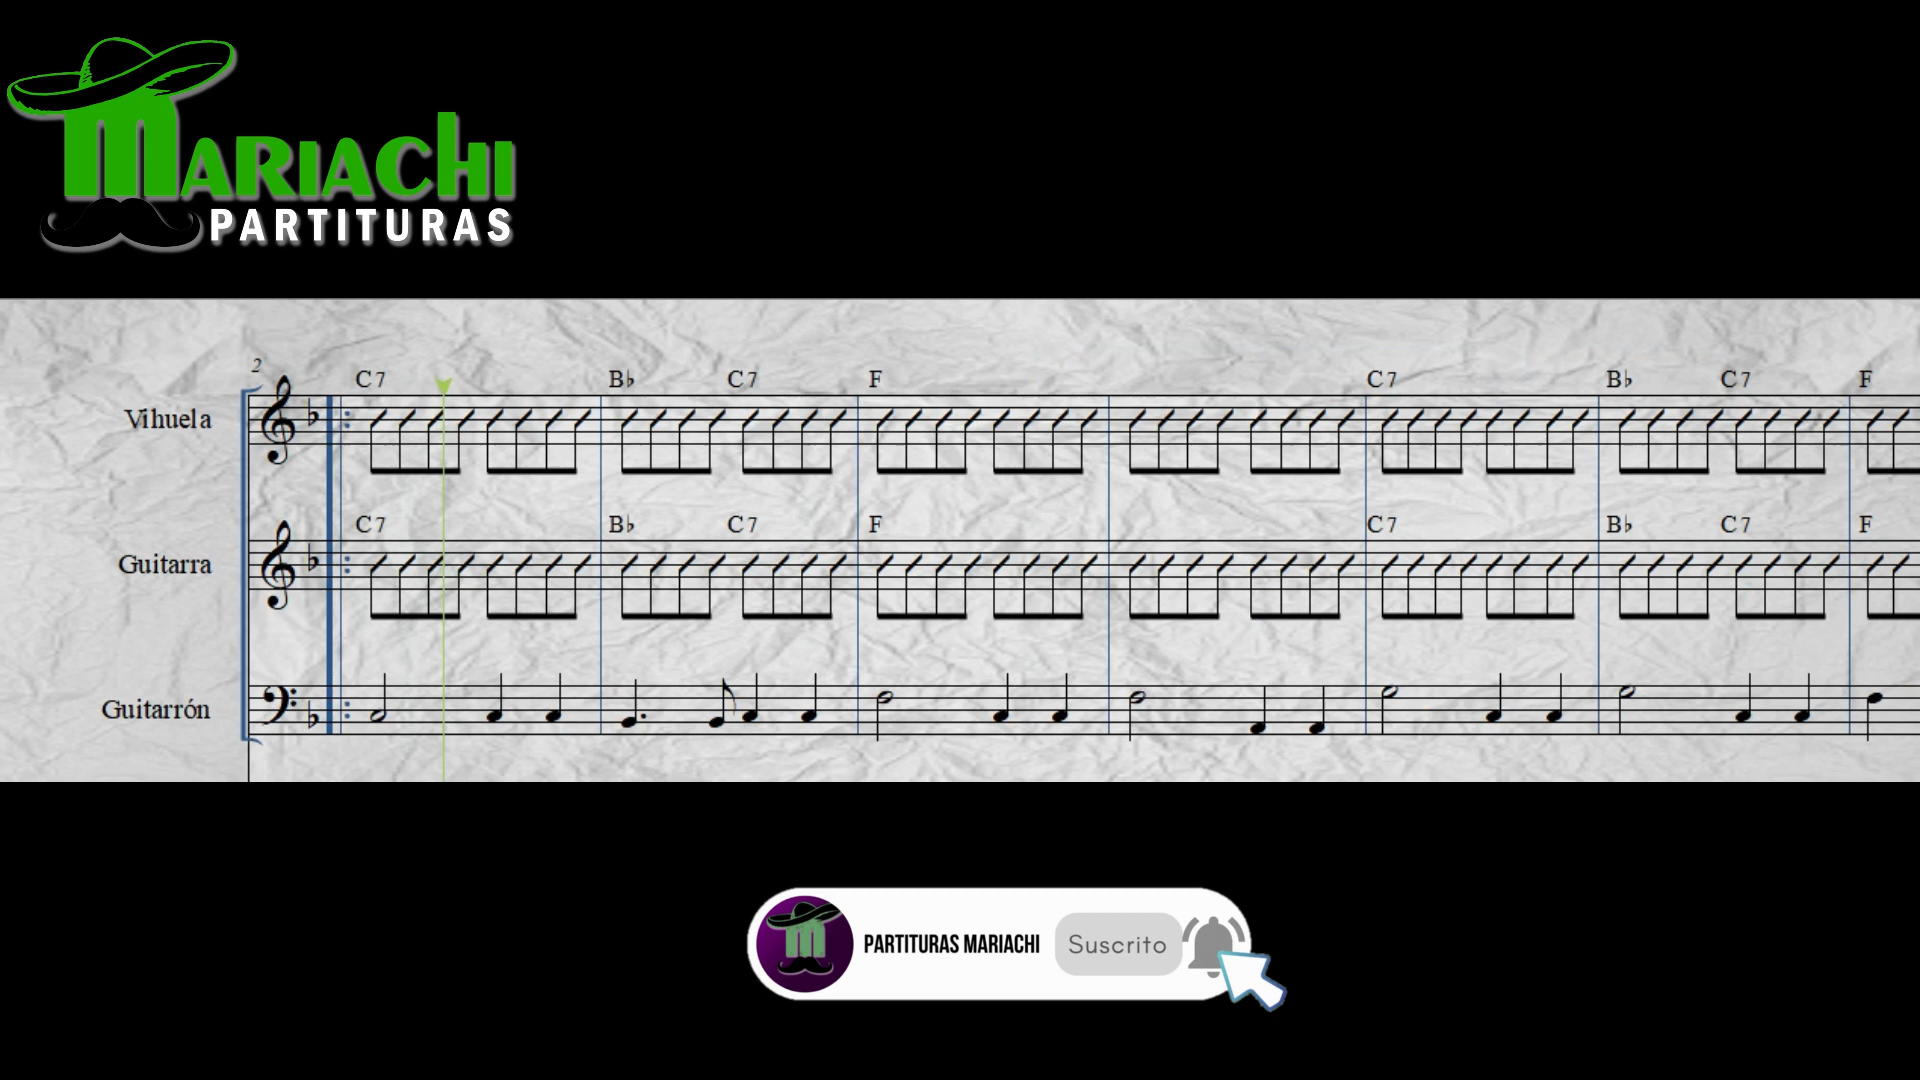 MARIACHI
PARTITURAS
2
C7 B♭ C7 F C7 B♭ C7 F
Vihuela
C7 B♭ C7 F C7 B♭ C7 F
Guitarra
Guitarrón
PARTITURAS MARIACHI Suscrito